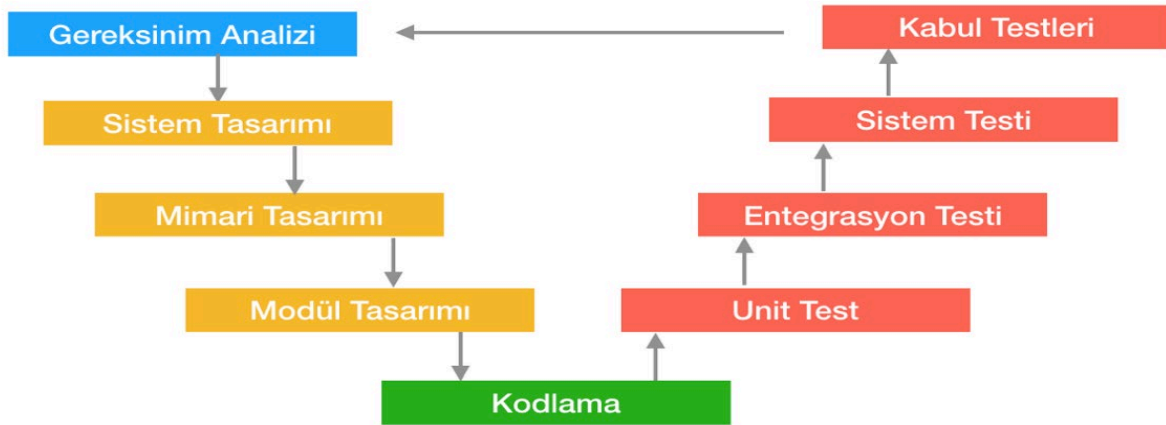 Gereksinim Analizi
Kabul Testleri
Sistem Tasarımı
Sistem Testi
Mimari Tasarımı
Entegrasyon Testi
Modül Tasarımı
Unit Test
Kodlama